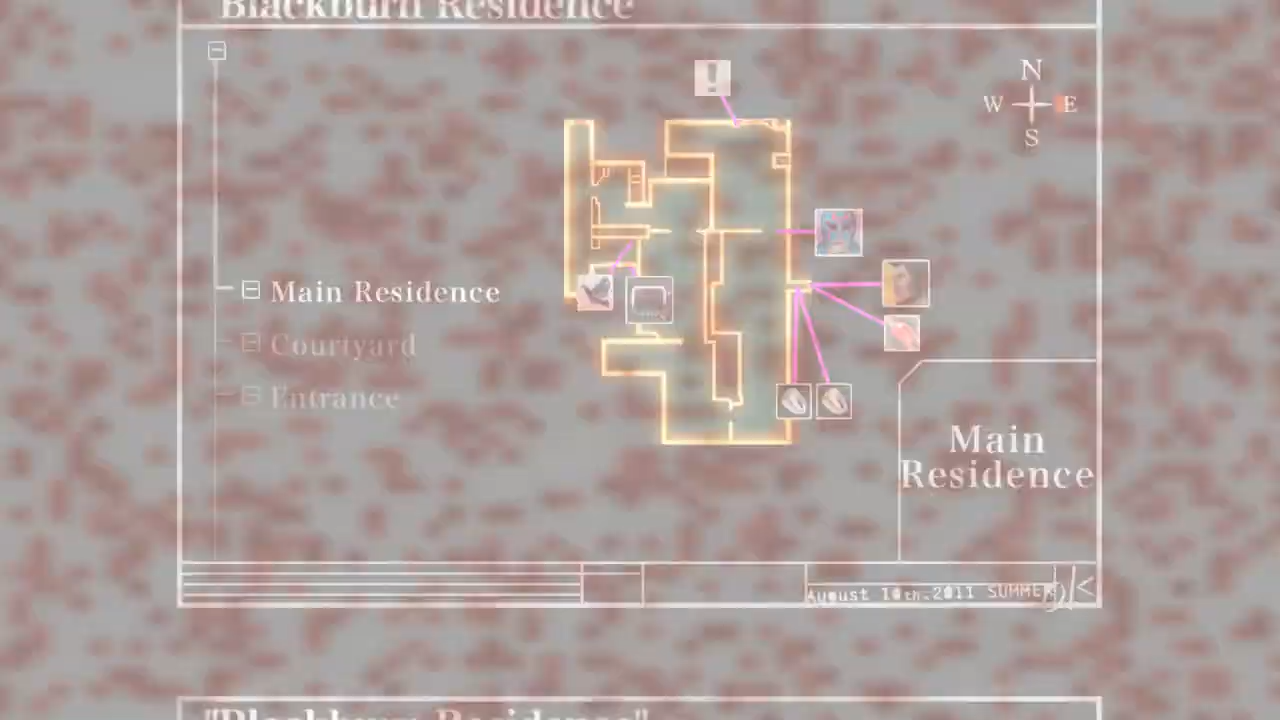 Blackburn Residence
!
N
W E
S
Main Residence
Courtyard
Entrance
Main
Residence
August 10th.2011 SUMMER
"Blackburn Residence"